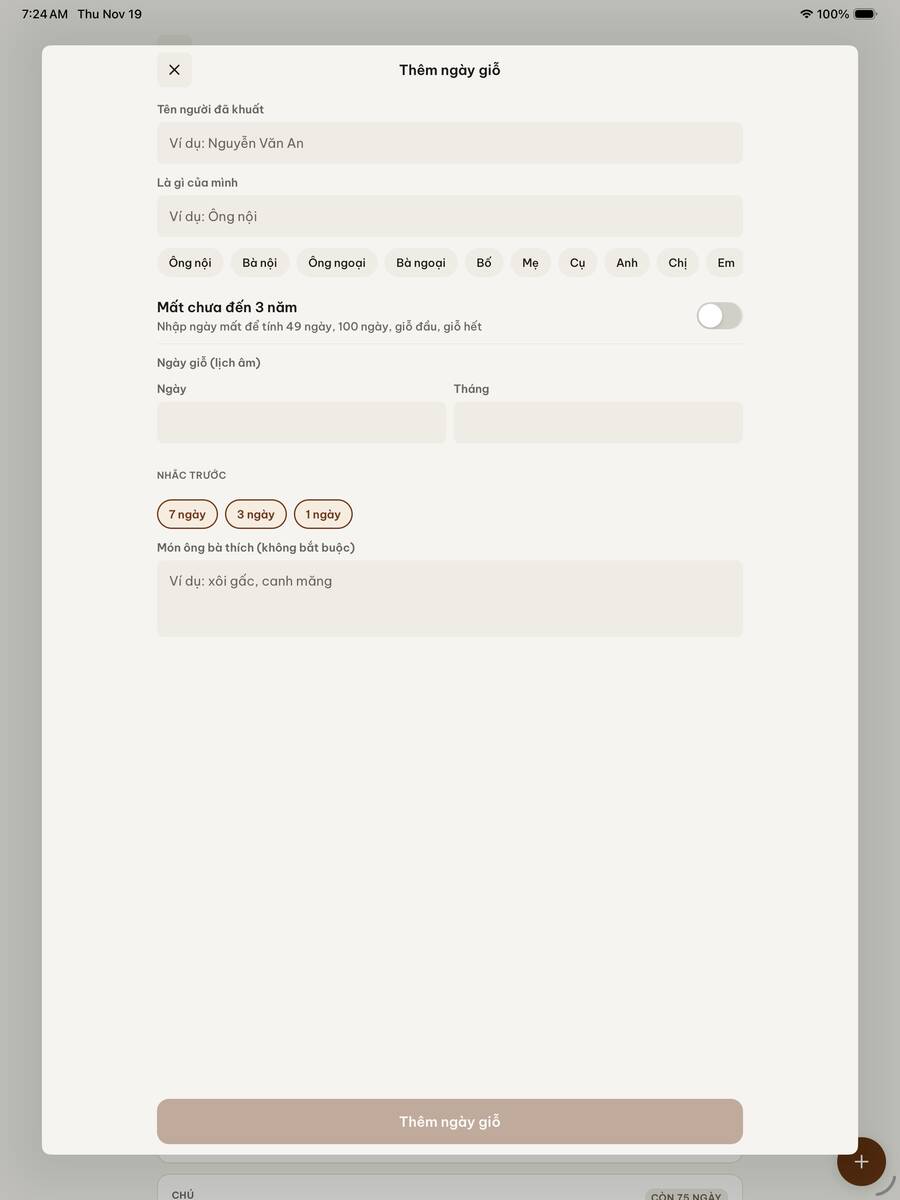 7:24 AM Thu Nov 19
100%
Thêm ngày giỗ
Tên người đã khuất
Ví dụ: Nguyễn Văn An
Là gì của mình
Ví dụ: Ông nội
Ông nội Bà nội Ông ngoại Bà ngoại Bố Mẹ Cụ Anh Chị Em
Mất chưa đến 3 năm
Nhập ngày mất để tính 49 ngày, 100 ngày, giỗ đầu, giỗ hết
Ngày giỗ (lịch âm)
Ngày Tháng
NHẮC TRƯỚC
7 ngày 3 ngày 1 ngày
Món ông bà thích (không bắt buộc)
Ví dụ: xôi gấc, canh măng
Thêm ngày giỗ
CHÚ CÒN 75 NGÀY